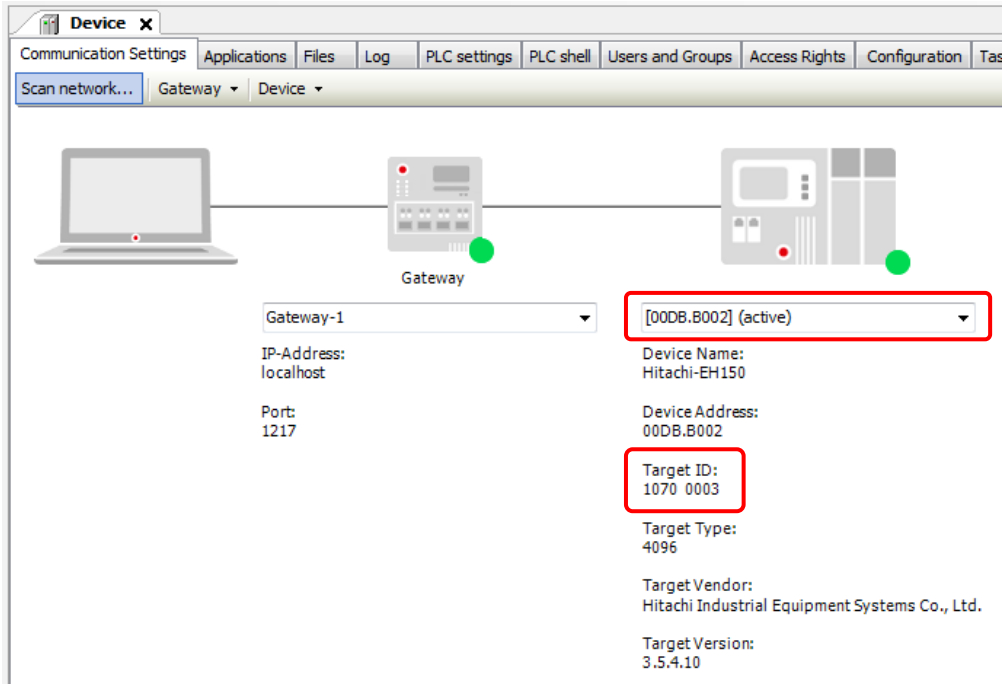 Device
Communication Settings Applications Files Log PLC settings PLC shell Users and Groups Access Rights Configuration Tas
Scan network... Gateway Device
Gateway
Gateway-1
[00DB.B002] (active)
IP-Address:
localhost
Port:
1217
Device Name:
Hitachi-EH150
Device Address:
00DB.B002
Target ID:
1070 0003
Target Type:
4096
Target Vendor:
Hitachi Industrial Equipment Systems Co., Ltd.
Target Version:
3.5.4.10